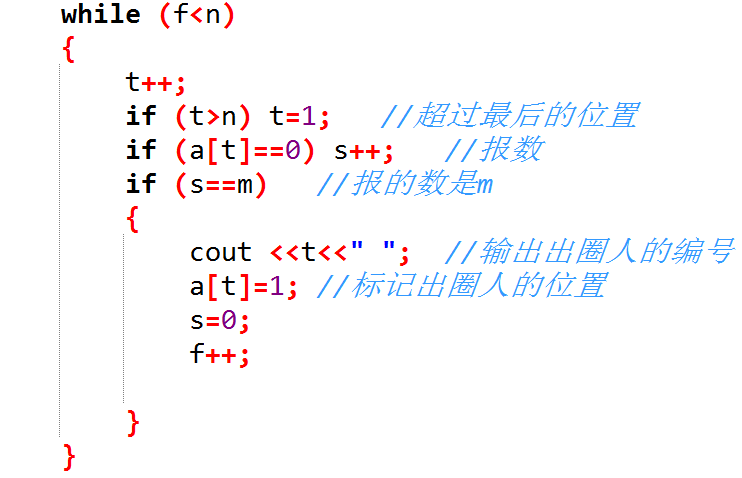 while (f<n)
{
t++;
if (t>n) t=1; //超过最后的位置
if (a[t]==0) s++; //报数
if (s==m) //报的数是m
{
cout <<t<<" "; //输出出圈人的编号
a[t]=1; //标记出圈人的位置
s=0;
f++;
}
}